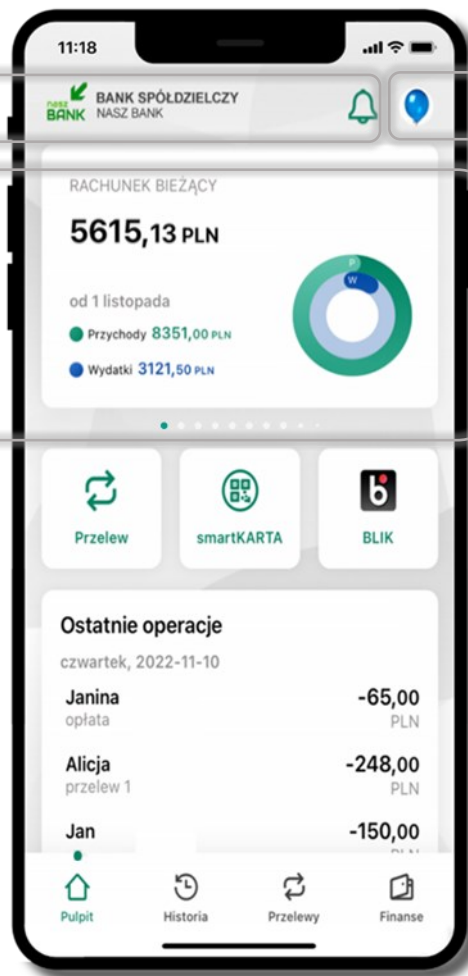 11:18
nasz
BANK
BANK SPÓŁDZIELCZY
NASZ BANK
RACHUNEK BIEŻĄCY
5615,13 PLN
P
W
od 1 listopada
Przychody 8351,00 PLN
Wydatki 3121,50 PLN
Przelew
smartKARTA
BLIK
Ostatnie operacje
czwartek, 2022-11-10
Janina -65,00
opłata PLN
Alicja -248,00
przelew 1 PLN
Jan -150,00
Pulpit Historia Przelewy Finanse